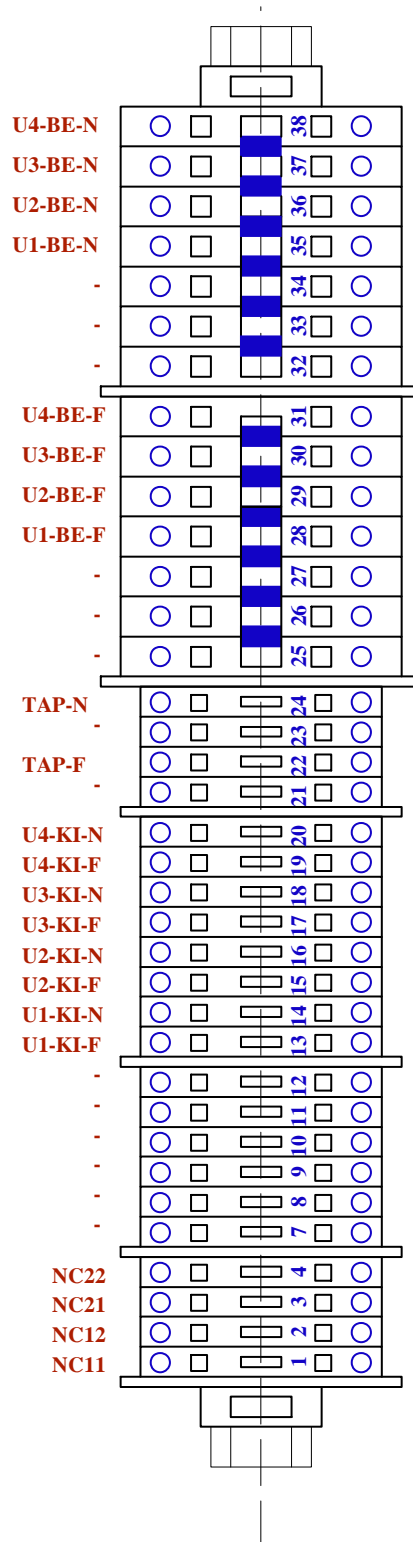 U4-BE-N 38
U3-BE-N 37
U2-BE-N 36
U1-BE-N 35
- 34
- 33
- 32
U4-BE-F 31
U3-BE-F 30
U2-BE-F 29
U1-BE-F 28
- 27
- 26
- 25
TAP-N 24
- 23
TAP-F 22
- 21
U4-KI-N 20
U4-KI-F 19
U3-KI-N 18
U3-KI-F 17
U2-KI-N 16
U2-KI-F 15
U1-KI-N 14
U1-KI-F 13
- 12
- 11
- 10
- 9
- 8
- 7
NC22 4
NC21 3
NC12 2
NC11 1